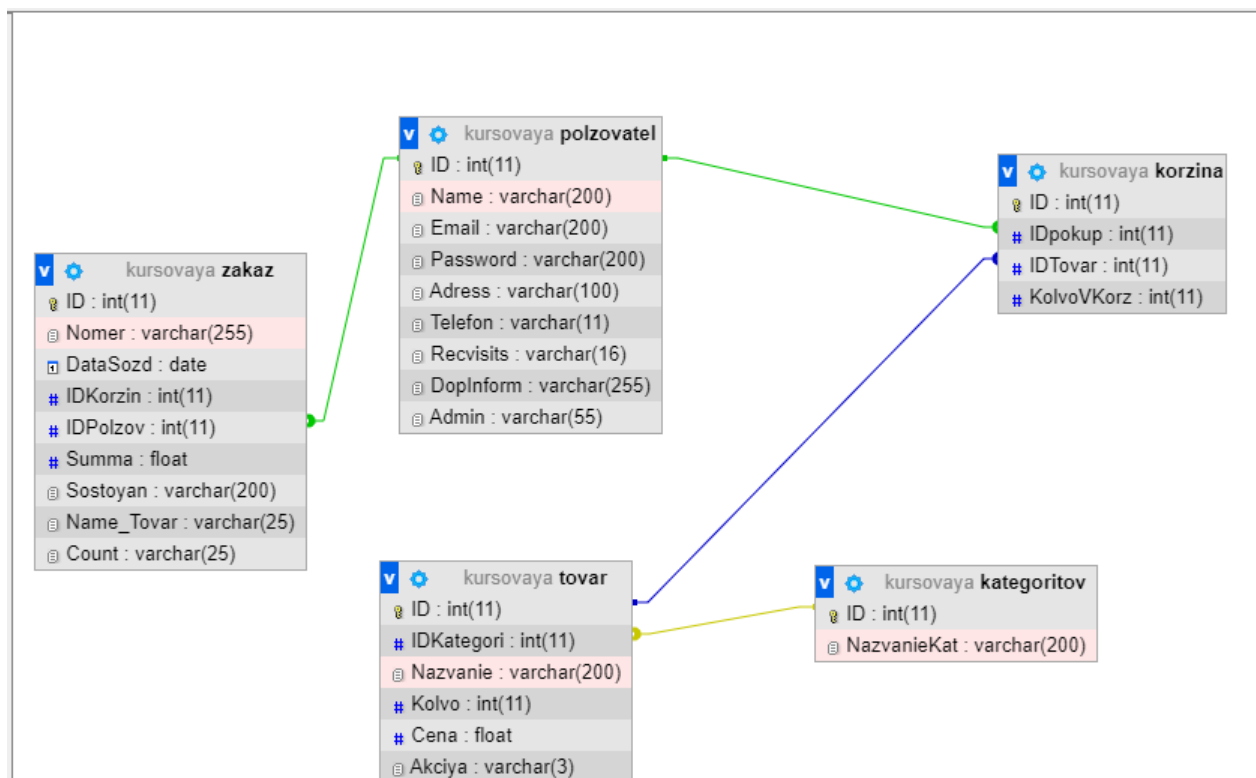 kursovaya polzovatel
ID : int(11)
Name : varchar(200)
Email : varchar(200)
Password : varchar(200)
Adress : varchar(100)
Telefon : varchar(11)
Recvisits : varchar(16)
DopInform : varchar(255)
Admin : varchar(55)
kursovaya korzina
ID : int(11)
IDpokup : int(11)
IDTovar : int(11)
KolvoVKorz : int(11)
kursovaya zakaz
ID : int(11)
Nomer : varchar(255)
DataSozd : date
IDKorzin : int(11)
IDPolzov : int(11)
Summa : float
Sostoyan : varchar(200)
Name_Tovar : varchar(25)
Count : varchar(25)
kursovaya tovar
ID : int(11)
IDKategori : int(11)
Nazvanie : varchar(200)
Kolvo : int(11)
Cena : float
Akciya : varchar(3)
kursovaya kategoritov
ID : int(11)
NazvanieKat : varchar(200)